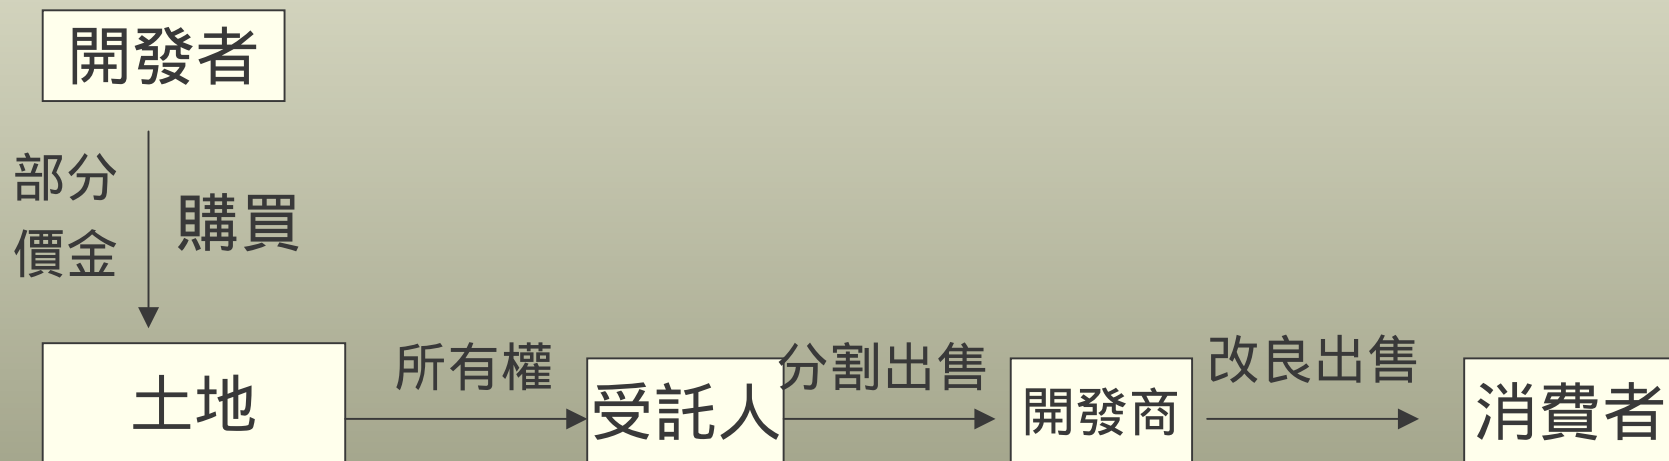 開發者
部分
價金
購買
所有權
分割出售
改良出售
土地
受託人
開發商
消費者